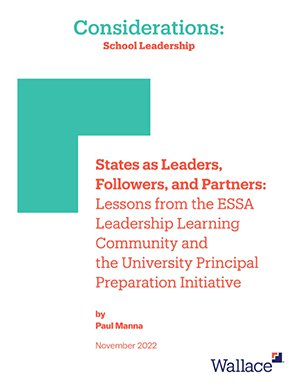 Considerations:
School Leadership
States as Leaders,
Followers, and Partners:
Lessons from the ESSA
Leadership Learning
Community and
the University Principal
Preparation Initiative
by
Paul Manna
November 2022
Wallace